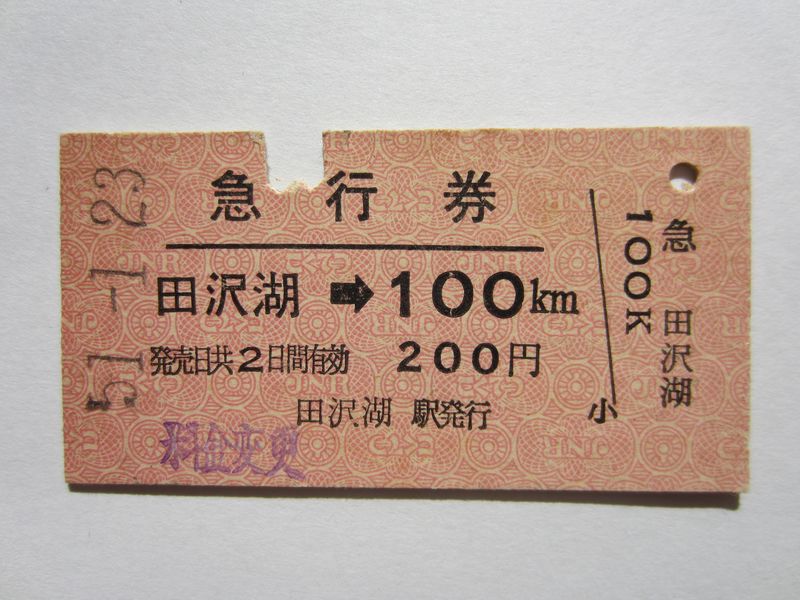 51-1-23
急行券
田沢湖 ➡ 100km
発売日共2日間有効 200円
田沢湖 駅発行
料金変更
小
急 田沢湖
100K